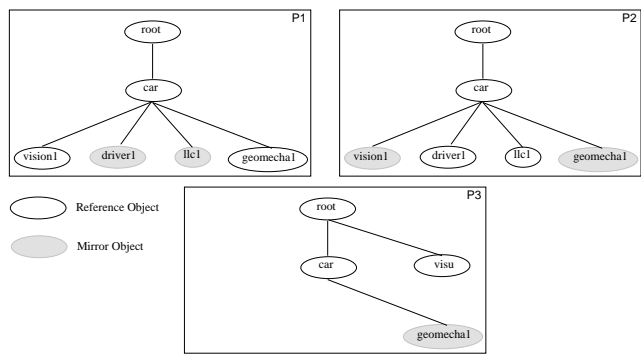 P1
root
car
vision1
driver1
llc1
geomecha1
P2
root
car
vision1
driver1
llc1
geomecha1
Reference Object
Mirror Object
P3
root
car
visu
geomecha1